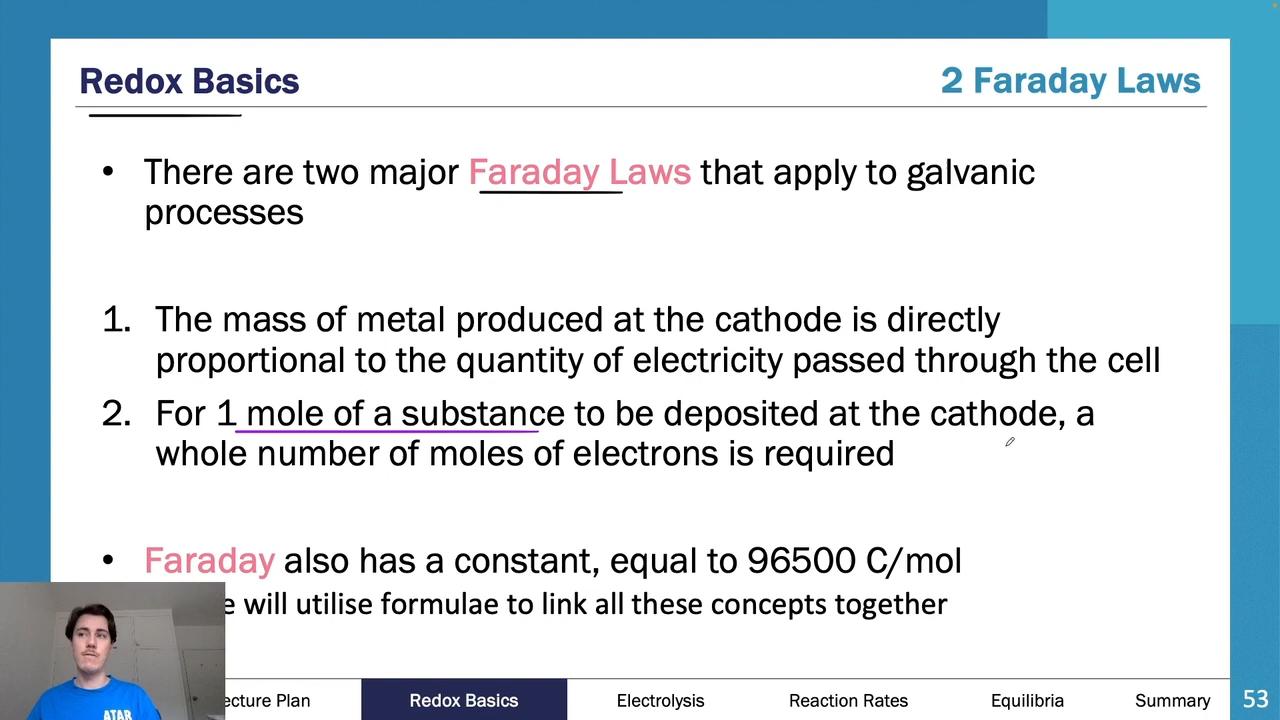 Redox Basics
2 Faraday Laws
• There are two major Faraday Laws that apply to galvanic
processes
1. The mass of metal produced at the cathode is directly
proportional to the quantity of electricity passed through the cell
2. For 1 mole of a substance to be deposited at the cathode, a
whole number of moles of electrons is required
• Faraday also has a constant, equal to 96500 C/mol
will utilise formulae to link all these concepts together
ATAR
Plan
Redox Basics
Electrolysis
Reaction Rates
Equilibria
Summary
53